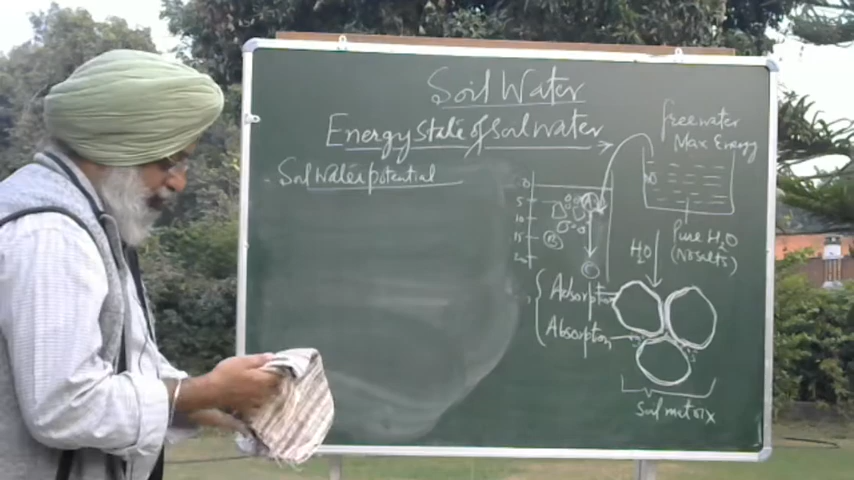 Soil Water
Energy state of soil water
Soil water potential
free water
Max Energy
0
5
10
15
20
A
B
C
Pure H2O
(No salts)
H2O
Adsorption
Absorption
Soil matrix